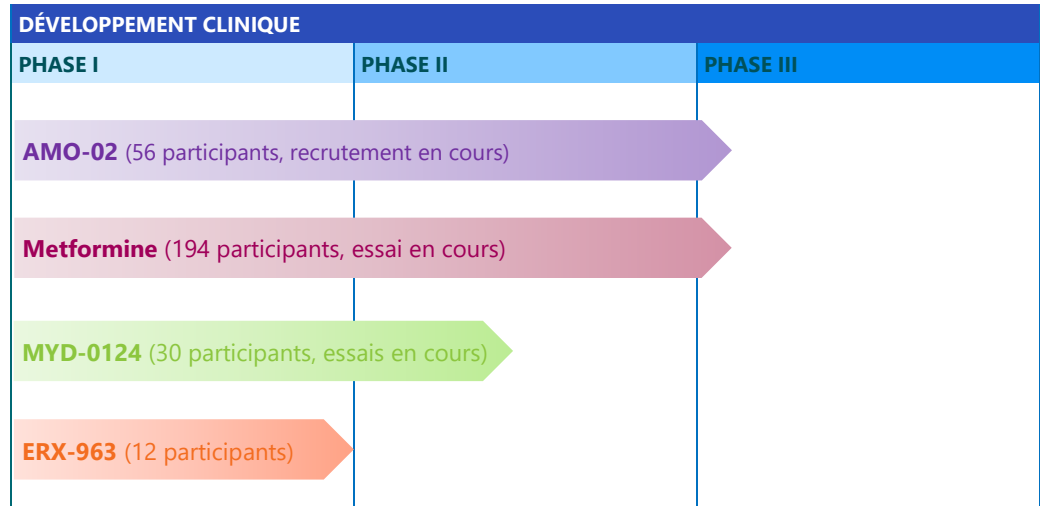 DÉVELOPPEMENT CLINIQUE
PHASE I PHASE II PHASE III
AMO-02 (56 participants, recrutement en cours)
Metformine (194 participants, essai en cours)
MYD-0124 (30 participants, essais en cours)
ERX-963 (12 participants)